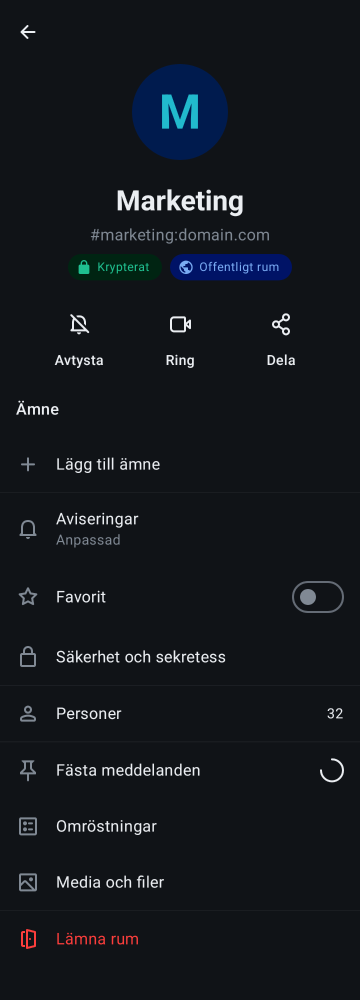 M
Marketing
#marketing:domain.com
Krypterat
Offentligt rum
Avtysta
Ring
Dela
Ämne
Lägg till ämne
Aviseringar
Anpassad
Favorit
Säkerhet och sekretess
Personer 32
Fästa meddelanden
Omröstningar
Media och filer
Lämna rum